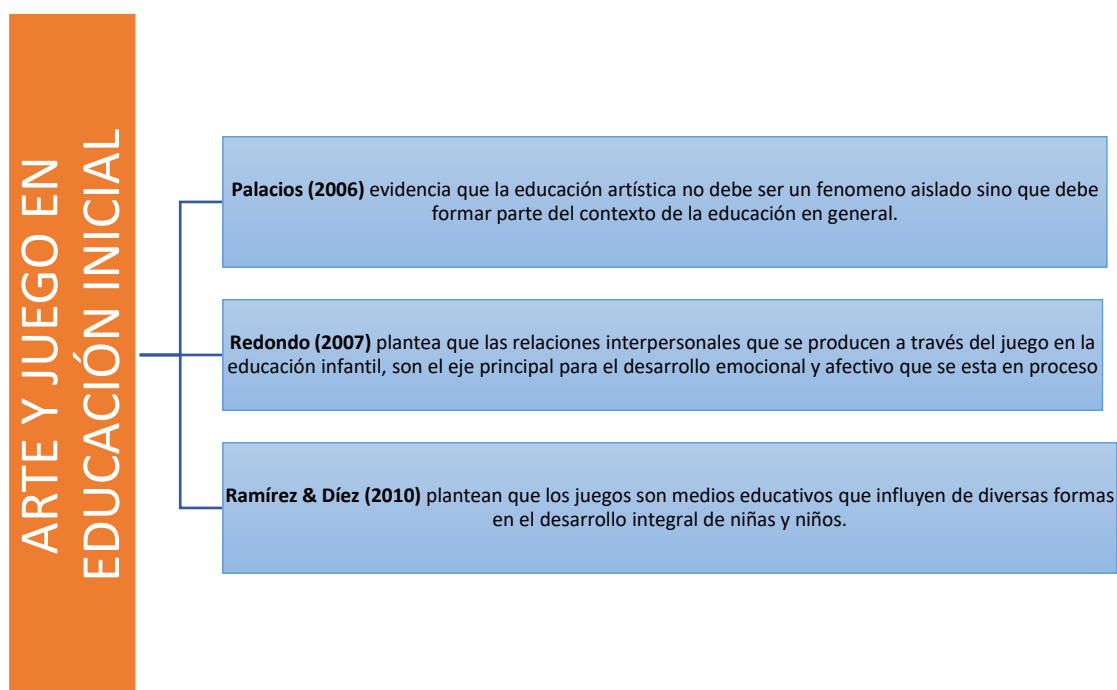 ARTE Y JUEGO EN
EDUCACIÓN INICIAL
Palacios (2006) evidencia que la educación artística no debe ser un fenomeno aislado sino que debe
formar parte del contexto de la educación en general.
Redondo (2007) plantea que las relaciones interpersonales que se producen a través del juego en la
educación infantil, son el eje principal para el desarrollo emocional y afectivo que se esta en proceso
Ramírez & Díez (2010) plantean que los juegos son medios educativos que influyen de diversas formas
en el desarrollo integral de niñas y niños.